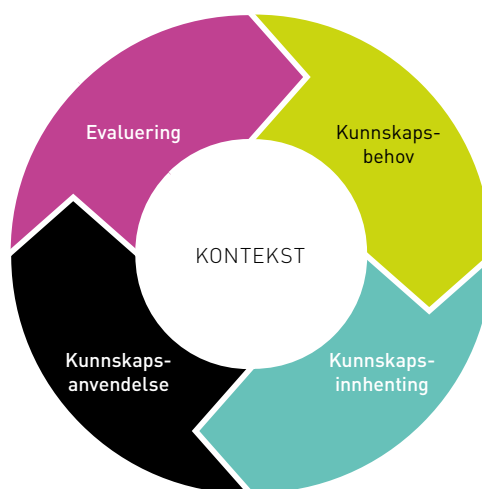 Evaluering
Kunnskaps-
behov
KONTEKST
Kunnskaps-
anvendelse
Kunnskaps-
innhenting